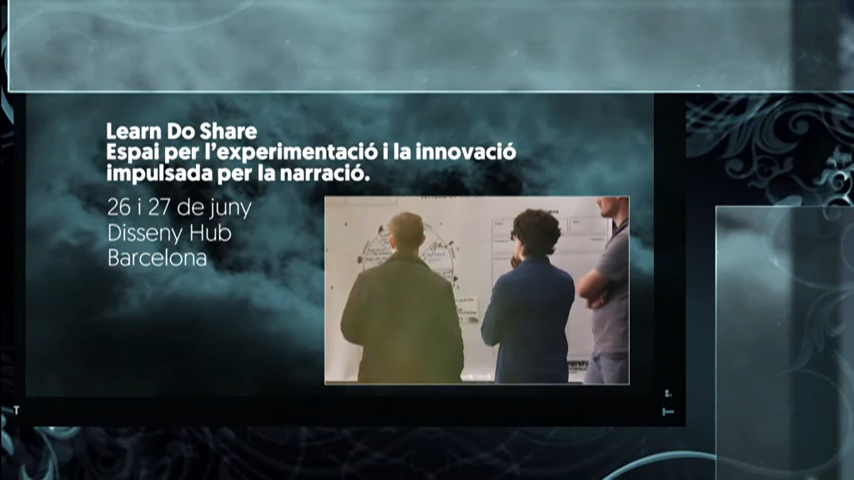 Learn Do Share
Espai per l'experimentació i la innovació
impulsada per la narració.
26 i 27 de juny
Disseny Hub
Barcelona